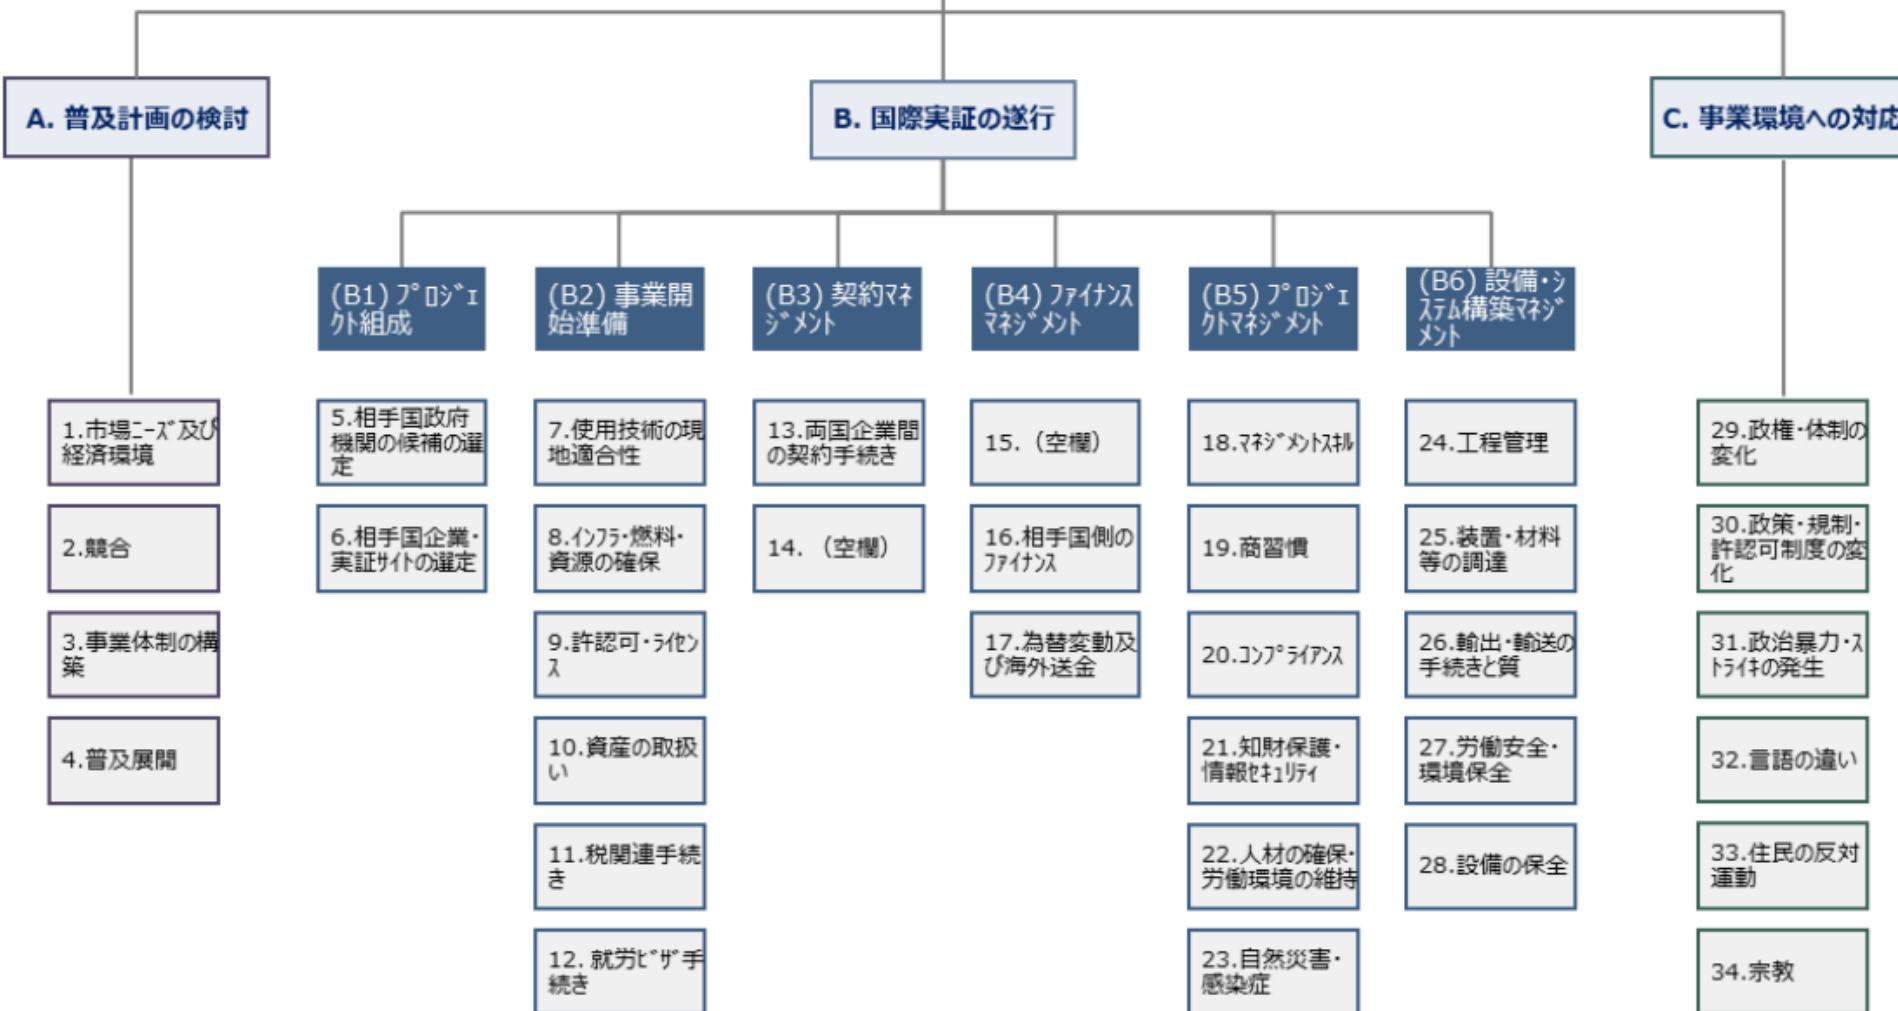 A. 普及計画の検討
B. 国際実証の遂行
C. 事業環境への対応
(B1) ﾌﾟﾛｼﾞｪ
ｸﾄ組成
(B2) 事業開
始準備
(B3) 契約ﾏﾈ
ｼﾞﾒﾝﾄ
(B4) ﾌｧｲﾅﾝｽ
ﾏﾈｼﾞﾒﾝﾄ
(B5) ﾌﾟﾛｼﾞｪ
ｸﾄﾏﾈｼﾞﾒﾝﾄ
(B6) 設備・ｼ
ｽﾃﾑ構築ﾏﾈｼﾞ
ﾒﾝﾄ
1.市場ﾆｰｽﾞ及び
経済環境
2.競合
3.事業体制の構
築
4.普及展開
5.相手国政府
機関の候補の選
定
6.相手国企業・
実証ｻｲﾄの選定
7.使用技術の現
地適合性
8.ｲﾝﾌﾗ・燃料・
資源の確保
9.許認可・ﾗｲｾﾝ
ｽ
10.資産の取扱
い
11.税関連手続
き
12. 就労ﾋﾞｻﾞ手
続き
13.両国企業間
の契約手続き
14. （空欄）
15. （空欄）
16.相手国側の
ﾌｧｲﾅﾝｽ
17.為替変動及
び海外送金
18.ﾏﾈｼﾞﾒﾝﾄｽｷﾙ
19.商習慣
20.ｺﾝﾌﾟﾗｲｱﾝｽ
21.知財保護・
情報ｾｷｭﾘﾃｨ
22.人材の確保・
労働環境の維持
23.自然災害・
感染症
24.工程管理
25.装置・材料
等の調達
26.輸出・輸送の
手続きと質
27.労働安全・
環境保全
28.設備の保全
29.政権・体制の
変化
30.政策・規制・
許認可制度の変
化
31.政治暴力・ｽ
ﾄﾗｲｷの発生
32.言語の違い
33.住民の反対
運動
34.宗教